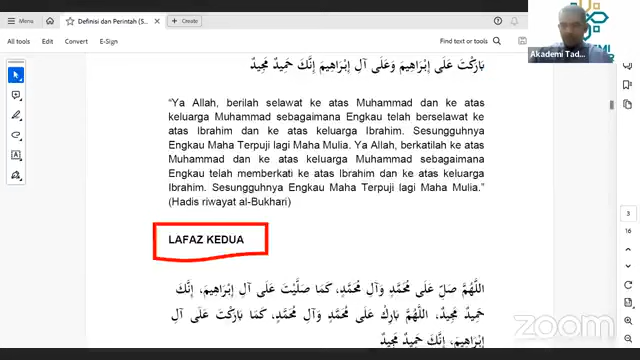 Menu
Definisi dan Perintah (S...
Create
All tools
Edit
Convert
E-Sign
Find text or tools
Akademi Tad...
بَارَكْتَ عَلَى إِبْرَاهِيمَ وَعَلَى آلِ إِبْرَاهِيمَ إِنَّكَ حَمِيدٌ مَجِيدٌ
“Ya Allah, berilah selawat ke atas Muhammad dan ke atas
keluarga Muhammad sebagaimana Engkau telah berselawat ke
atas Ibrahim dan ke atas keluarga Ibrahim. Sesungguhnya
Engkau Maha Terpuji lagi Maha Mulia. Ya Allah, berkatilah ke atas
Muhammad dan ke atas keluarga Muhammad sebagaimana
Engkau telah memberkati ke atas Ibrahim dan ke atas keluarga
Ibrahim. Sesungguhnya Engkau Maha Terpuji lagi Maha Mulia.”
(Hadis riwayat al-Bukhari)
LAFAZ KEDUA
اللَّهُمَّ صَلِّ عَلَى مُحَمَّدٍ وَآلِ مُحَمَّدٍ، كَمَا صَلَّيْتَ عَلَى آلِ إِبْرَاهِيمَ، إِنَّكَ
حَمِيدٌ مَجِيدٌ، اللَّهُمَّ بَارِكْ عَلَى مُحَمَّدٍ وَآلِ مُحَمَّدٍ، كَمَا بَارَكْتَ عَلَى آلِ
إِبْرَاهِيمَ، إِنَّكَ حَمِيدٌ مَجِيدٌ
3
16
zoom